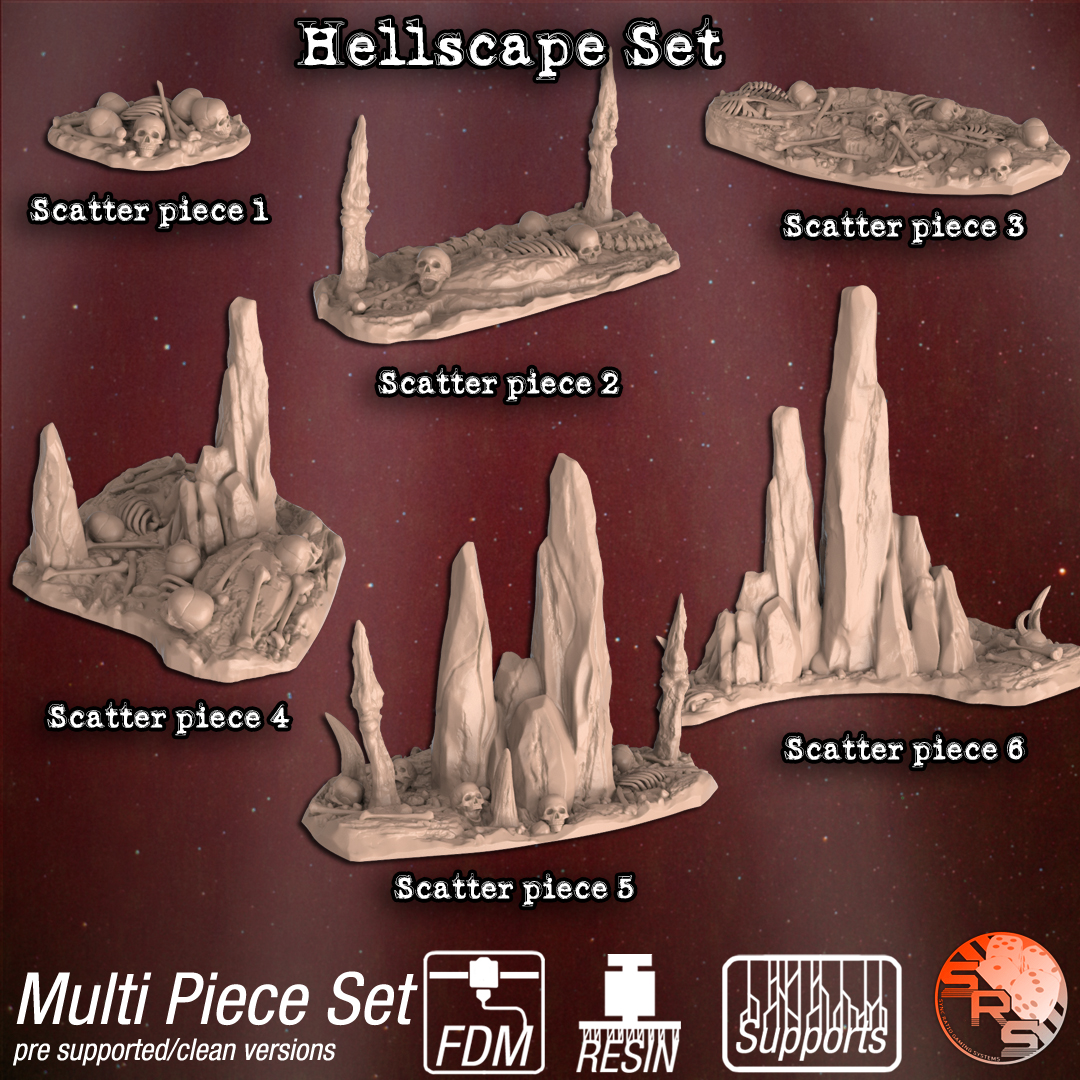 Hellscape Set
Scatter piece 1
Scatter piece 3
Scatter piece 2
Scatter piece 4
Scatter piece 6
Scatter piece 5
Multi Piece Set
pre supported/clean versions
FDM
RESIN
Supports
SRS